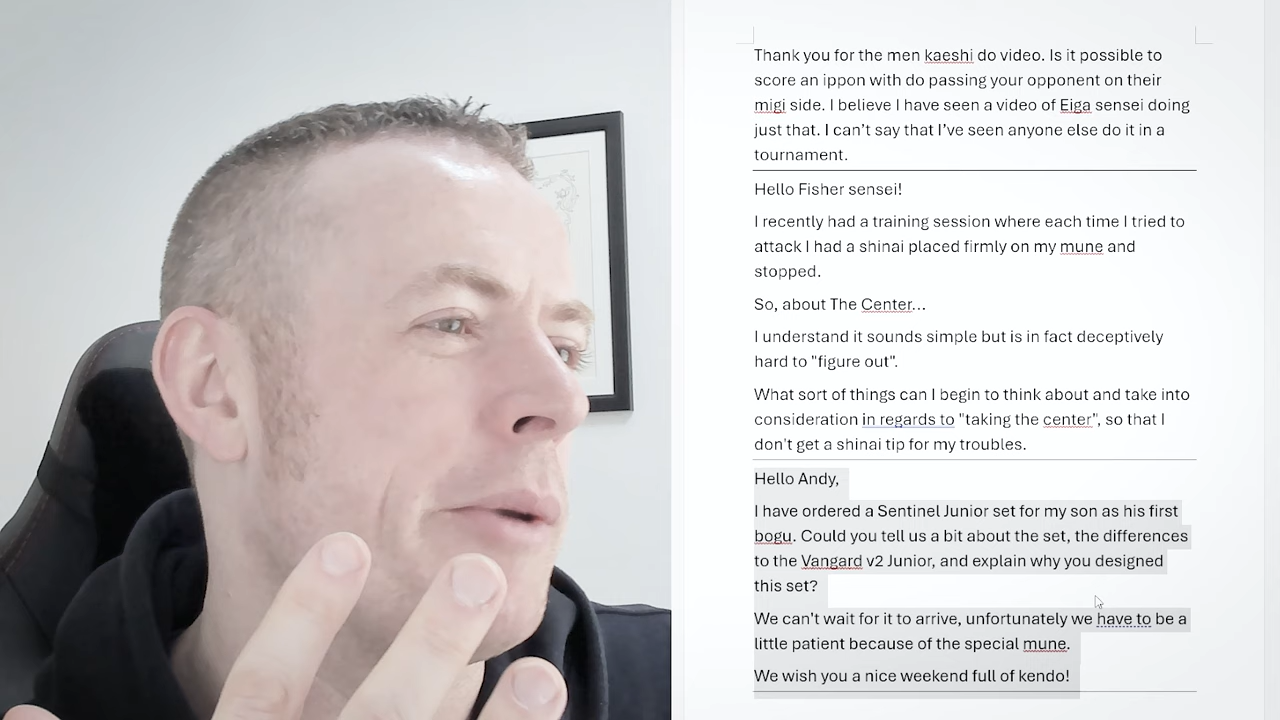 Thank you for the men kaeshi do video. Is it possible to
score an ippon with do passing your opponent on their
migi side. I believe I have seen a video of Eiga sensei doing
just that. I can’t say that I’ve seen anyone else do it in a
tournament.
Hello Fisher sensei!
I recently had a training session where each time I tried to
attack I had a shinai placed firmly on my mune and
stopped.
So, about The Center...
I understand it sounds simple but is in fact deceptively
hard to "figure out".
What sort of things can I begin to think about and take into
consideration in regards to "taking the center", so that I
don't get a shinai tip for my troubles.
Hello Andy,
I have ordered a Sentinel Junior set for my son as his first
bogu. Could you tell us a bit about the set, the differences
to the Vangard v2 Junior, and explain why you designed
this set?
We can't wait for it to arrive, unfortunately we have to be a
little patient because of the special mune.
We wish you a nice weekend full of kendo!